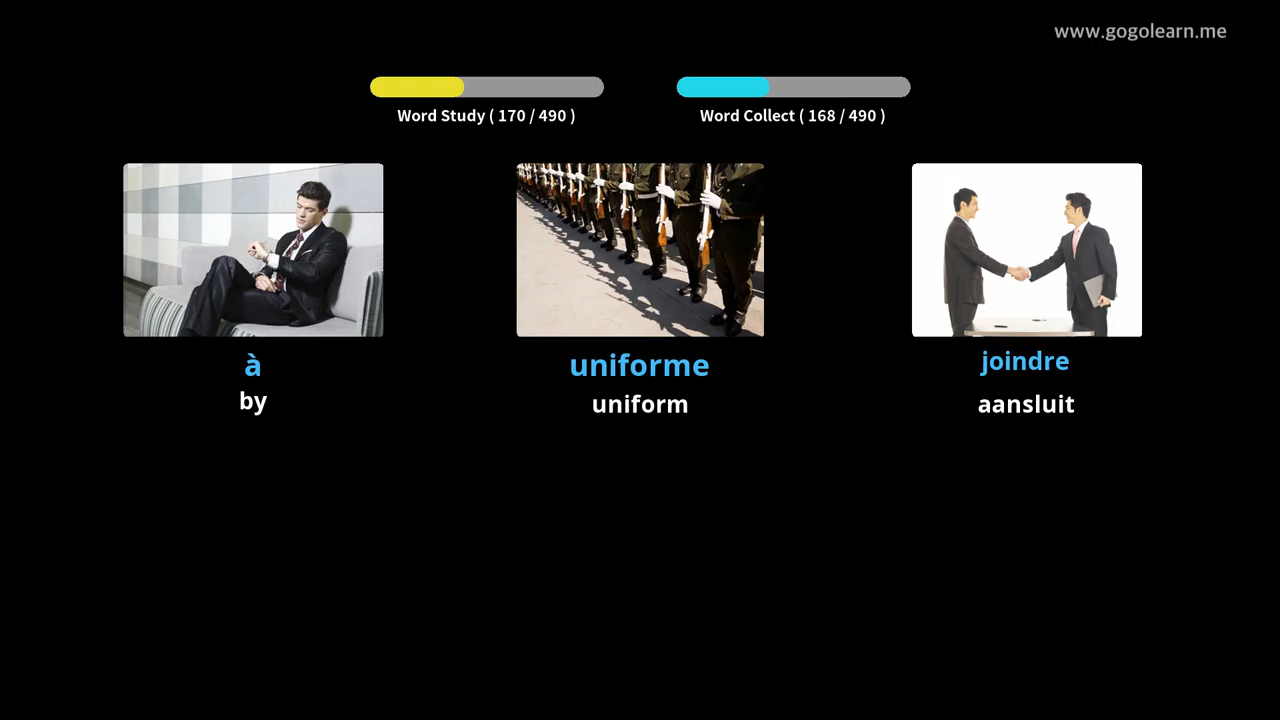 www.gogolearn.me
Word Study ( 170 / 490 )
Word Collect ( 168 / 490 )
à
by
uniforme
uniform
joindre
aansluit